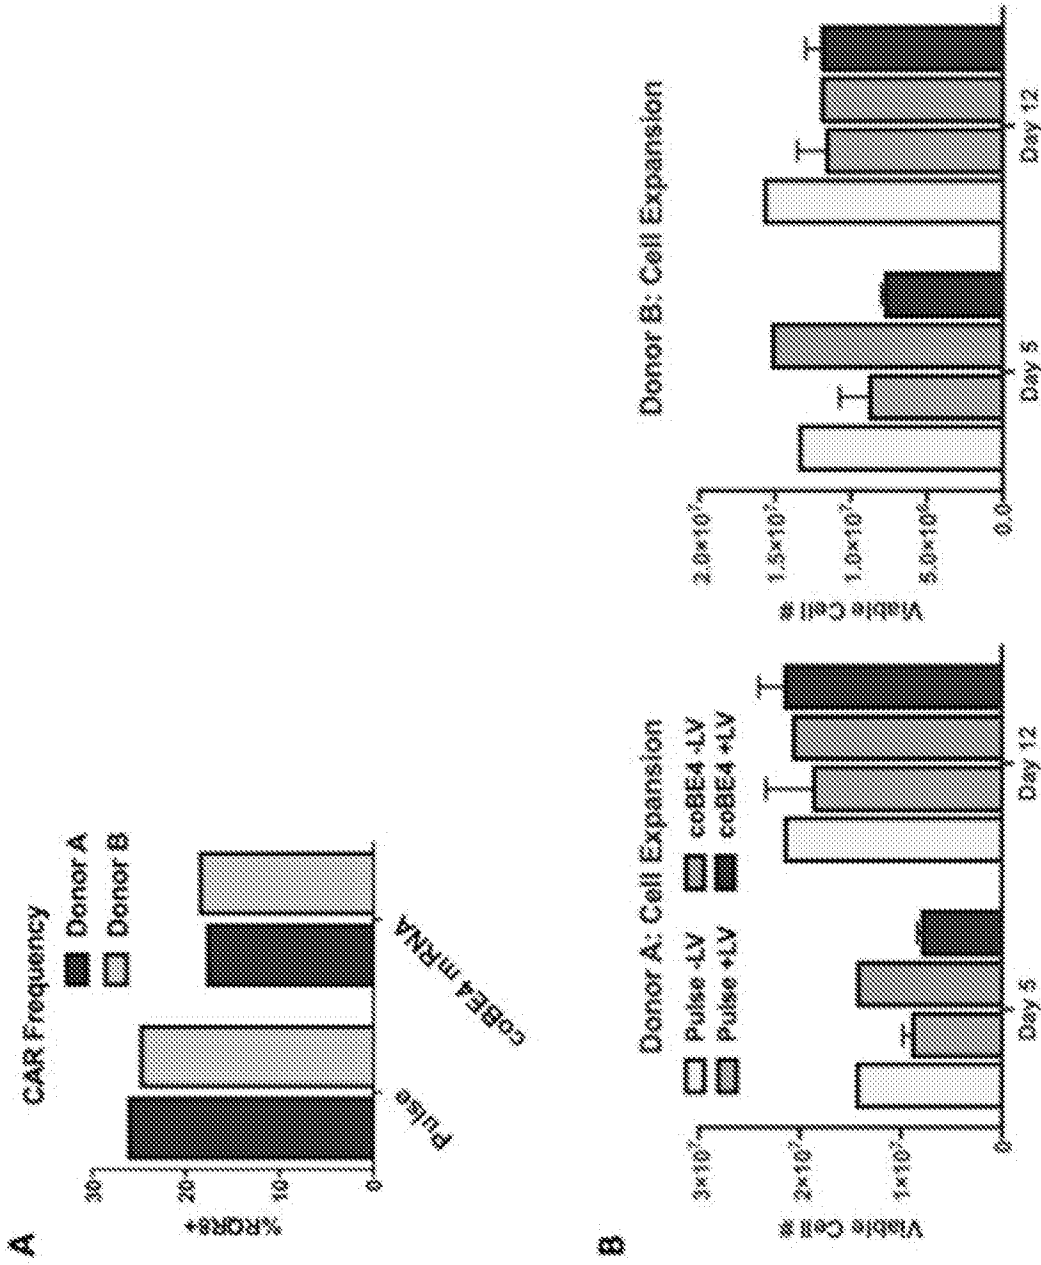 A
CAR Frequency
Donor A
Donor B
%RQR8+
30
20
10
0
Pulse
coBE4 mRNA
B
Donor A: Cell Expansion
Pulse -LV
coBE4 -LV
Pulse +LV
coBE4 +LV
Viable Cell #
3×10⁷
2×10⁷
1×10⁷
0
Day 5
Day 12
Donor B: Cell Expansion
Viable Cell #
2.0×10⁷
1.5×10⁷
1.0×10⁷
5.0×10⁶
0.0
Day 5
Day 12